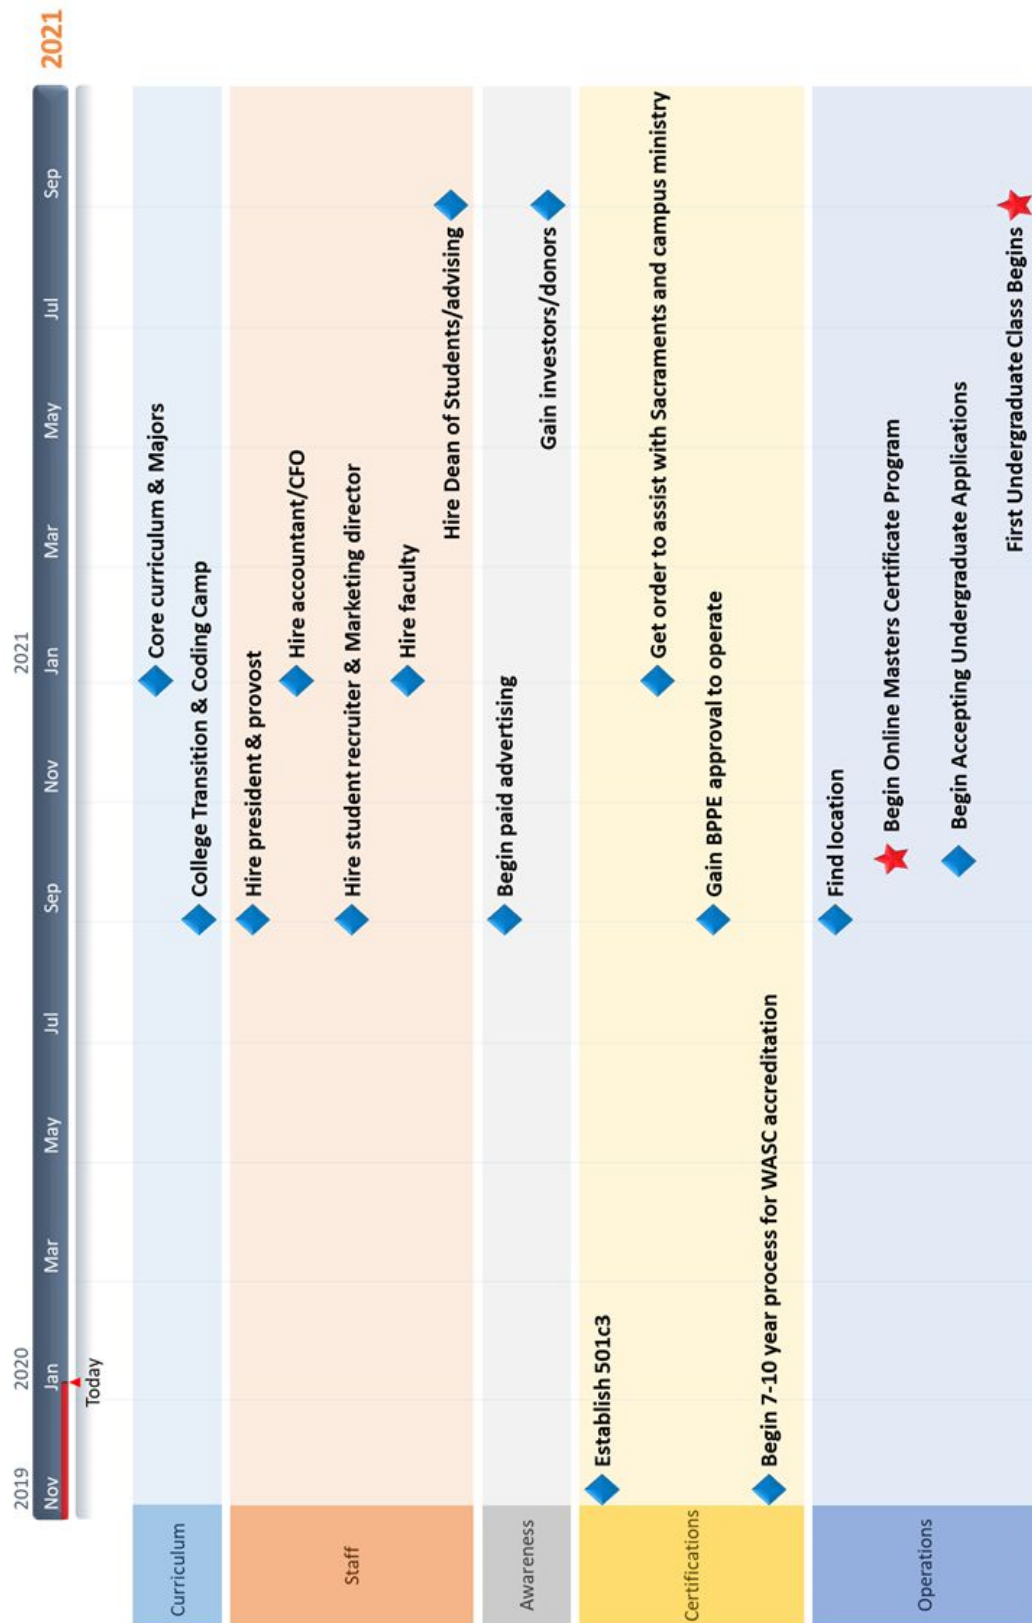 2019
2020
2021
2021
Nov
Jan
Mar
May
Jul
Sep
Nov
Jan
Mar
May
Jul
Sep
Today
Curriculum
Core curriculum & Majors
College Transition & Coding Camp
Staff
Hire president & provost
Hire accountant/CFO
Hire student recruiter & Marketing director
Hire faculty
Hire Dean of Students/advising
Awareness
Begin paid advertising
Gain investors/donors
Certifications
Establish 501c3
Get order to assist with Sacraments and campus ministry
Gain BPPE approval to operate
Begin 7-10 year process for WASC accreditation
Operations
Find location
Begin Online Masters Certificate Program
Begin Accepting Undergraduate Applications
First Undergraduate Class Begins